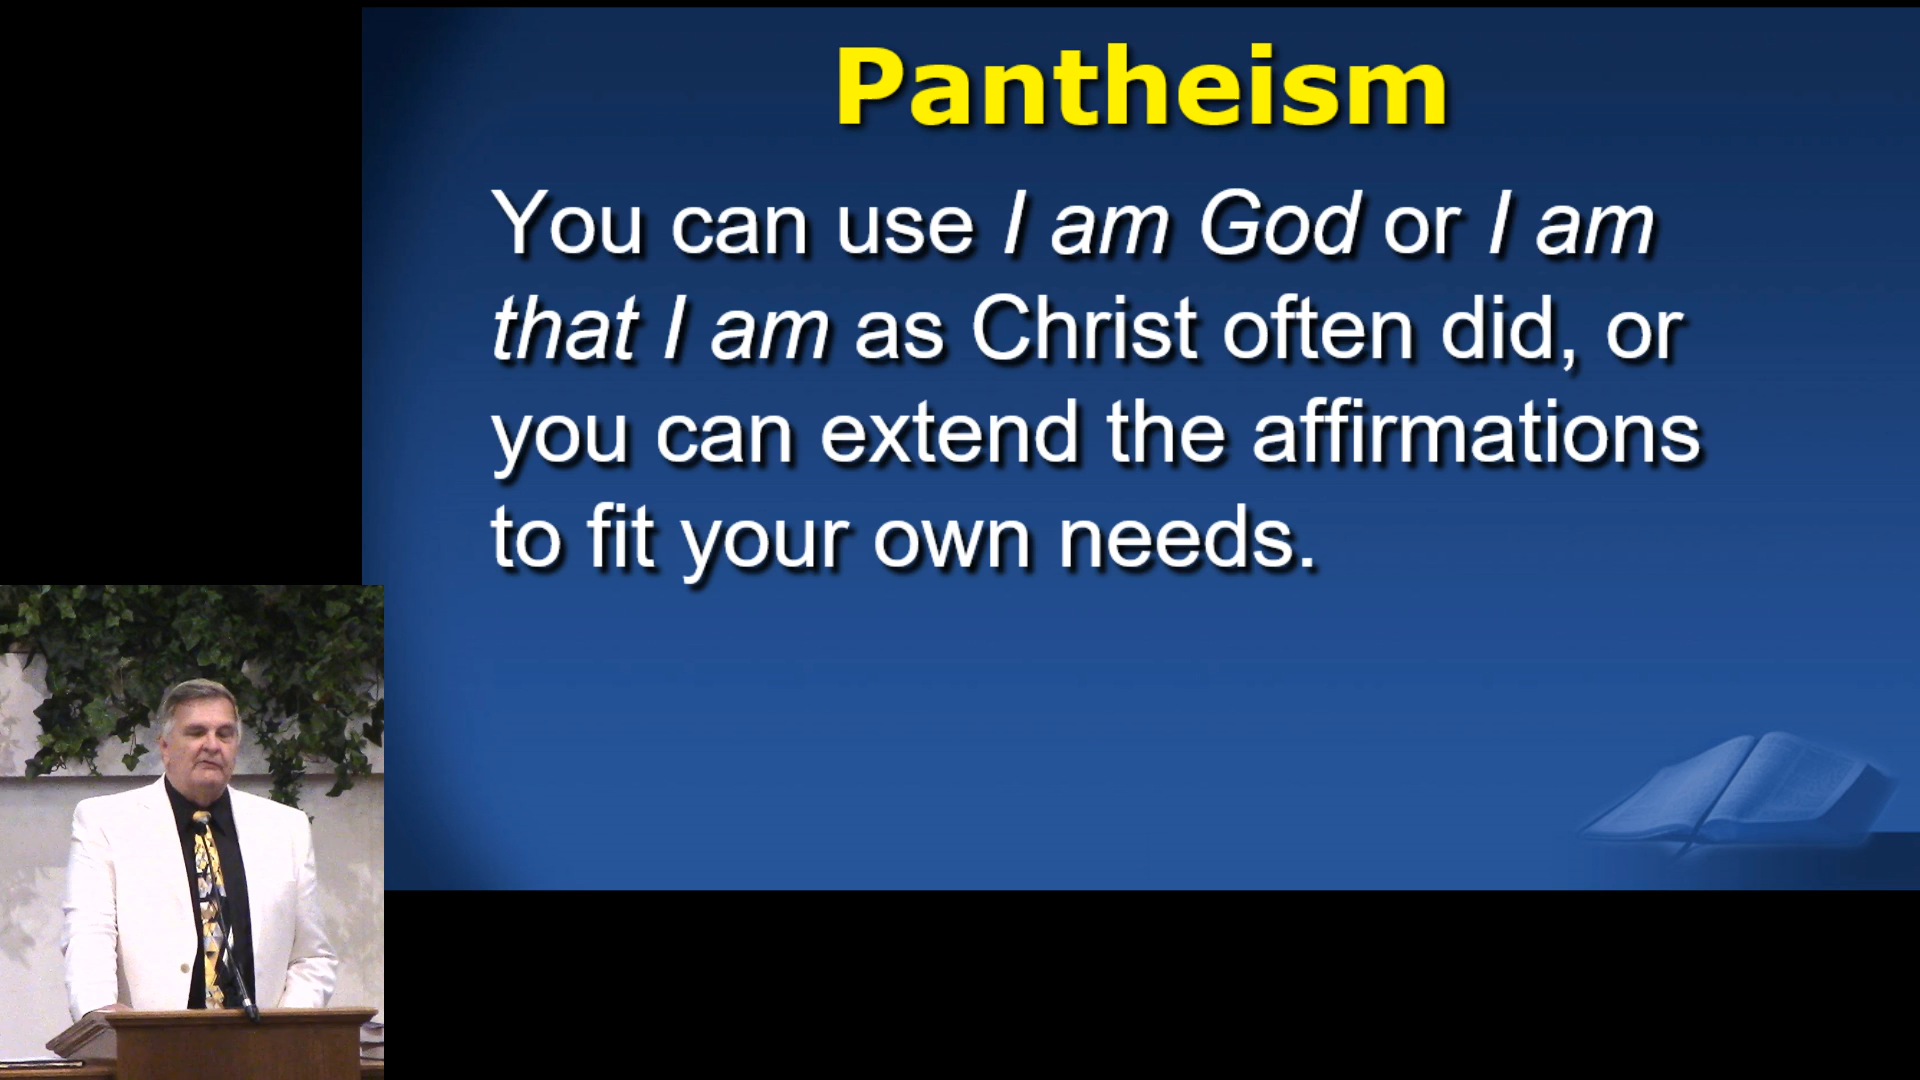 Pantheism
You can use I am God or I am
that I am as Christ often did, or
you can extend the affirmations
to fit your own needs.